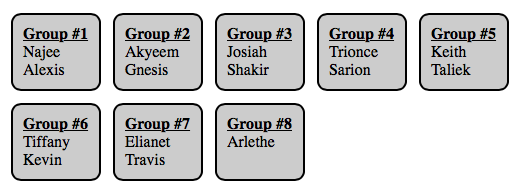 Group #1
Najee
Alexis
Group #2
Akyeem
Gnesis
Group #3
Josiah
Shakir
Group #4
Trionce
Sarion
Group #5
Keith
Taliek
Group #6
Tiffany
Kevin
Group #7
Elianet
Travis
Group #8
Arlethe